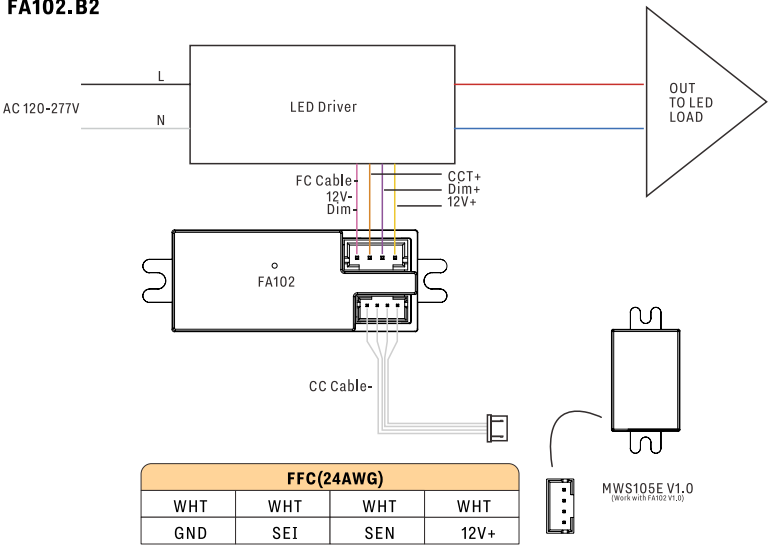 FA102.B2
L
AC 120-277V
N
LED Driver
OUT
TO LED
LOAD
FC Cable-
12V-
Dim-
CCT+
Dim+
12V+
FA102
CC Cable-
MWS105E V1.0
(Work with FA102 V1.0)
FFC(24AWG)
WHT WHT WHT WHT
GND SEI SEN 12V+